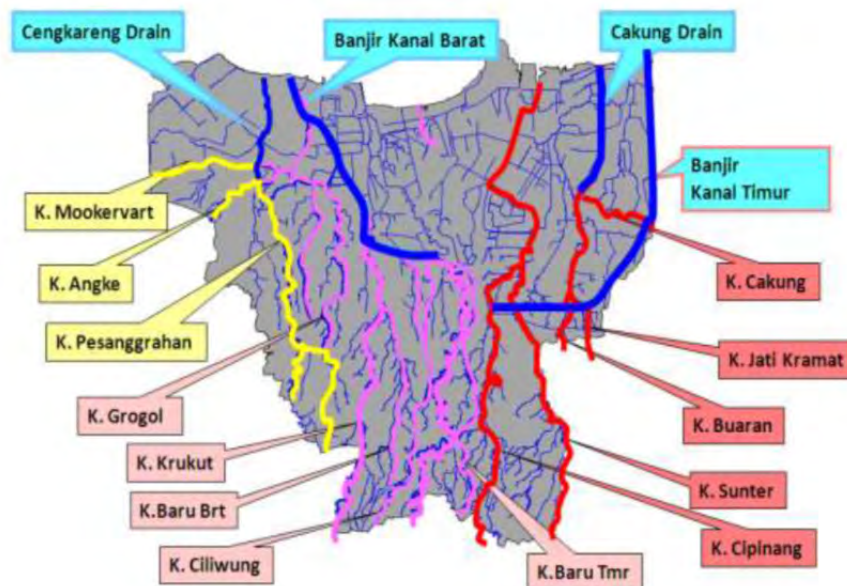 Cengkareng Drain
Banjir Kanal Barat
Cakung Drain
Banjir
Kanal Timur
K. Mookervart
K. Angke
K. Cakung
K. Pesanggrahan
K. Jati Kramat
K. Grogol
K. Buaran
K. Krukut
K. Sunter
K.Baru Brt
K. Cipinang
K. Ciliwung
K.Baru Tmr